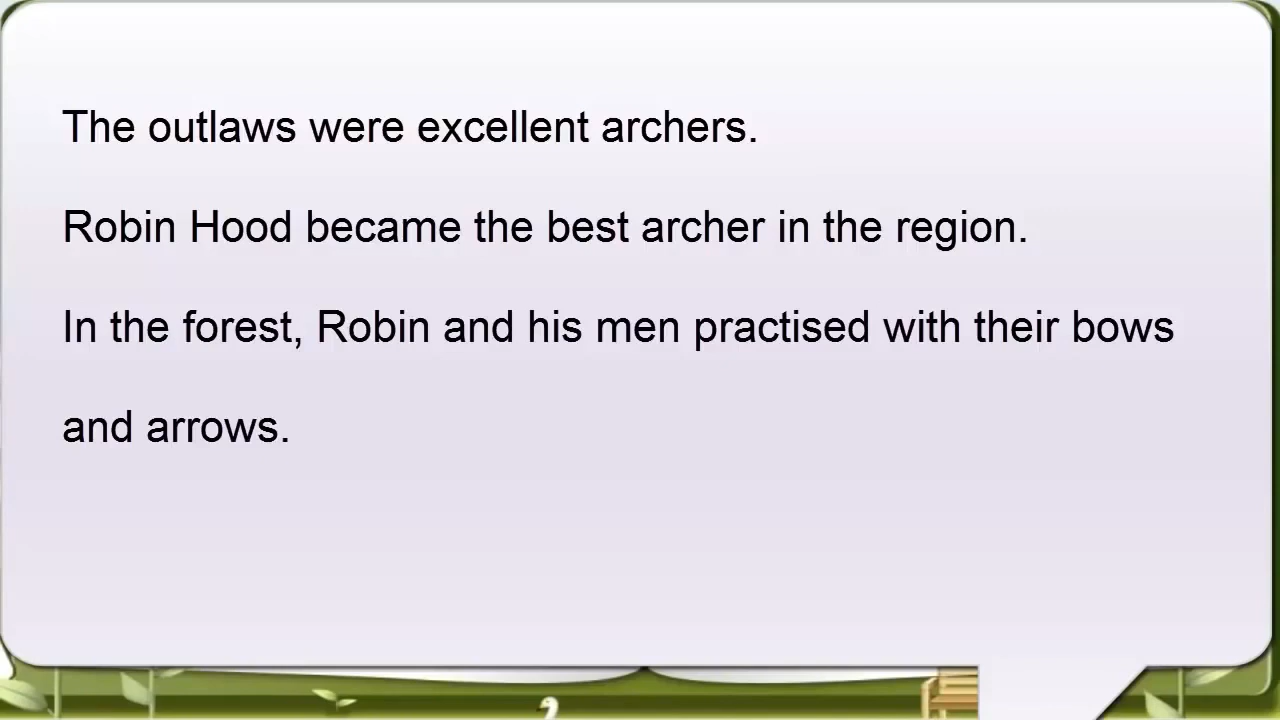 The outlaws were excellent archers.
Robin Hood became the best archer in the region.
In the forest, Robin and his men practised with their bows
and arrows.